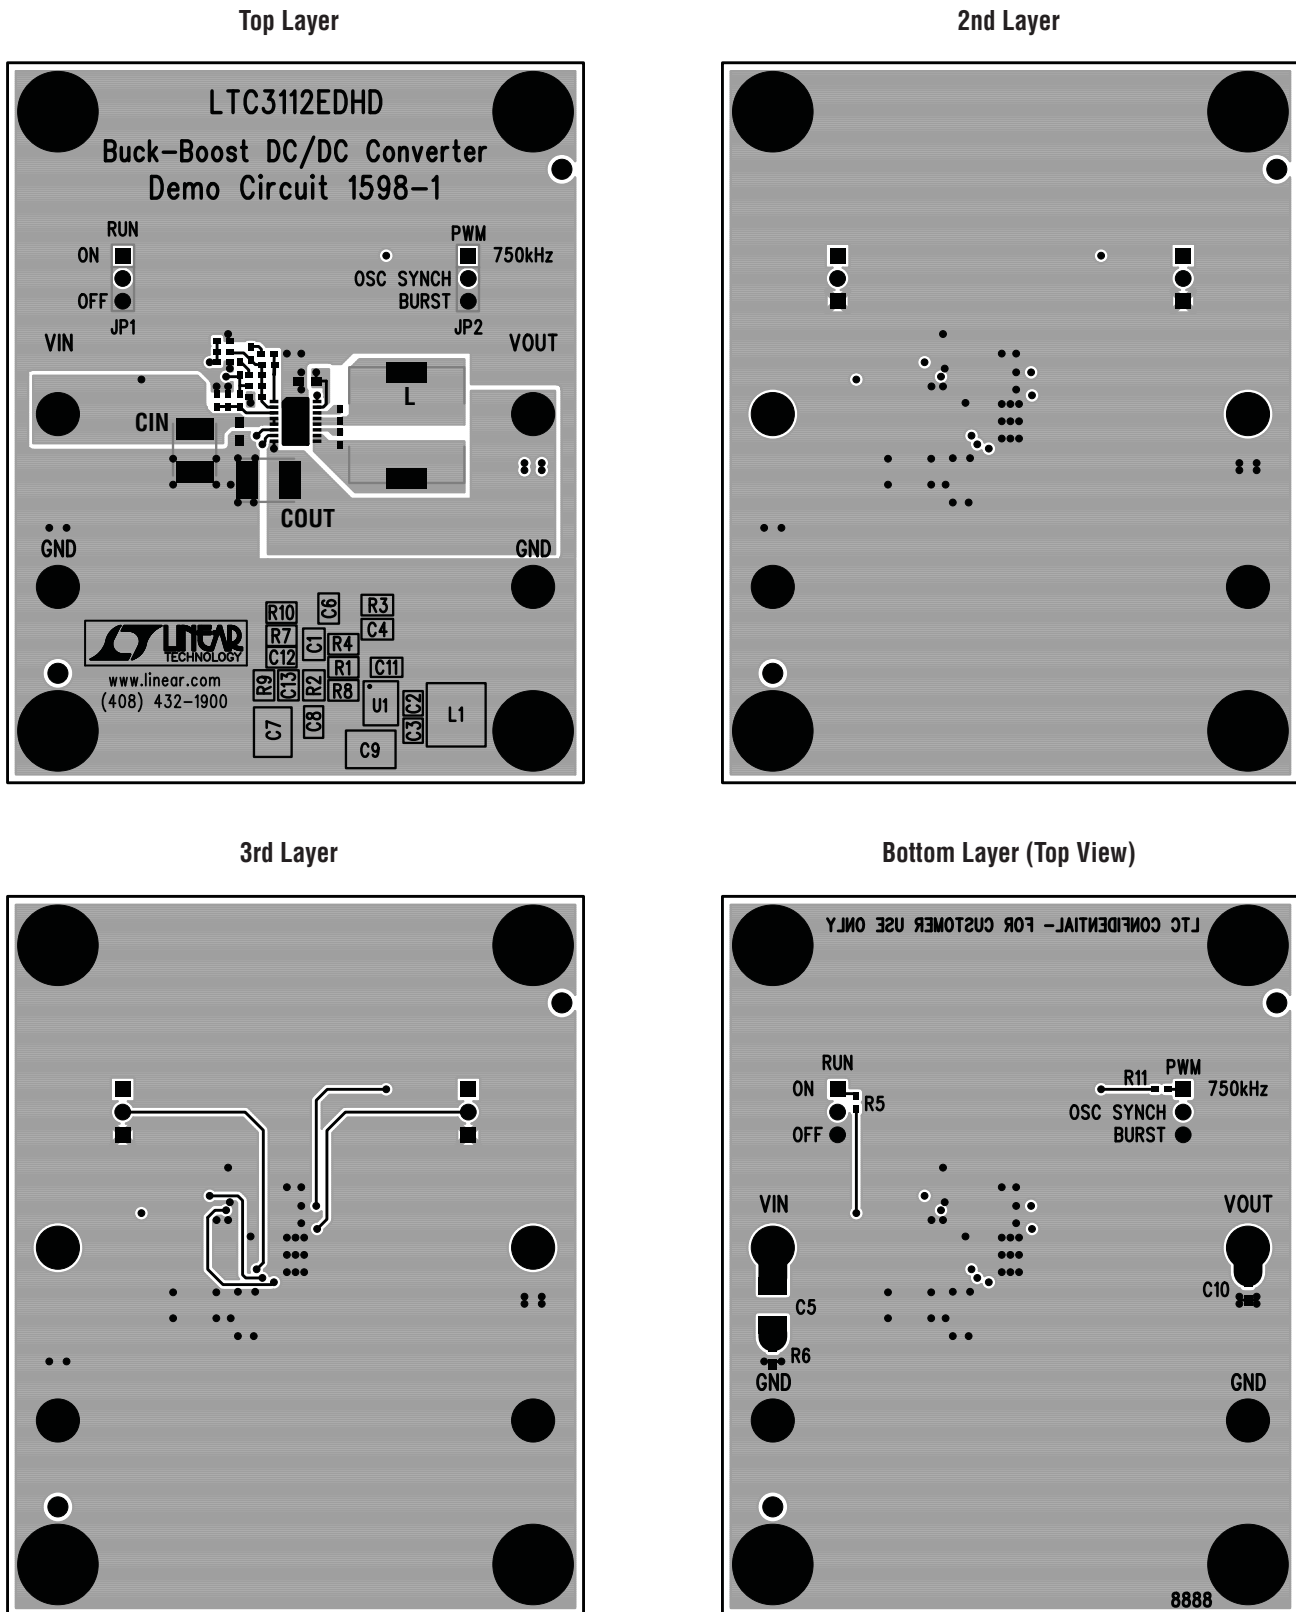 Top Layer
2nd Layer
LTC3112EDHD
Buck-Boost DC/DC Converter
Demo Circuit 1598-1
RUN
ON
OFF
JP1
PWM
750kHz
OSC SYNCH
BURST
JP2
VIN
VOUT
CIN
L
COUT
GND
GND
LINEAR
TECHNOLOGY
www.linear.com
(408) 432-1900
R10
C6
R3
R7
C1
R4
C4
C12
R1
C11
R9
C13
R2
R8
U1
C2
L1
C7
C8
C3
C9
3rd Layer
Bottom Layer (Top View)
LTC CONFIDENTIAL- FOR CUSTOMER USE ONLY
RUN
ON
R5
OFF
R11
PWM
750kHz
OSC SYNCH
BURST
VIN
VOUT
C5
C10
R6
GND
GND
8888